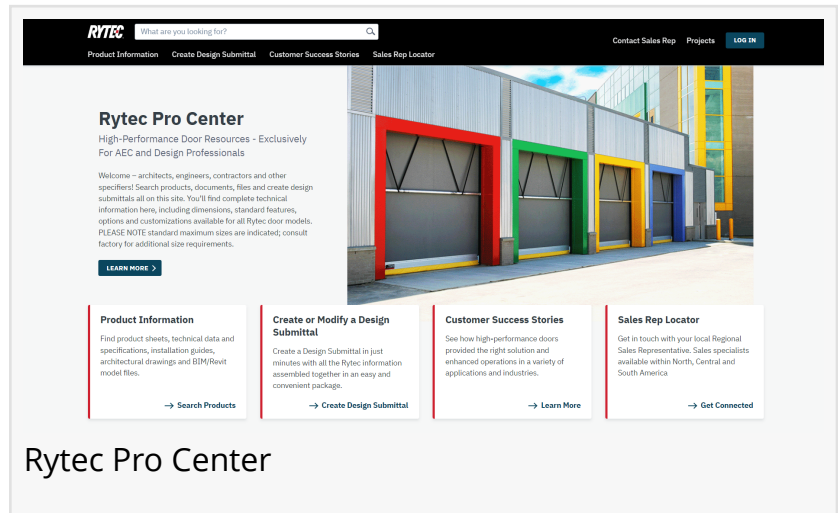 RYTEC
What are you looking for?
Contact Sales Rep Projects LOG IN
Product Information Create Design Submittal Customer Success Stories Sales Rep Locator
Rytec Pro Center
High-Performance Door Resources - Exclusively
For AEC and Design Professionals
Welcome – architects, engineers, contractors and other
specifiers! Search products, documents, files and create design
submittals all on this site. You'll find complete technical
information here, including dimensions, standard features,
options and customizations available for all Rytec door models.
PLEASE NOTE standard maximum sizes are indicated; consult
factory for additional size requirements.
LEARN MORE
Product Information
Find product sheets, technical data and
specifications, installation guides,
architectural drawings and BIM/Revit
model files.
→ Search Products
Create or Modify a Design
Submittal
Create a Design Submittal in just
minutes with all the Rytec information
assembled together in an easy and
convenient package.
→ Create Design Submittal
Customer Success Stories
See how high-performance doors
provided the right solution and
enhanced operations in a variety of
applications and industries.
→ Learn More
Sales Rep Locator
Get in touch with your local Regional
Sales Representative. Sales specialists
available within North, Central and
South America
→ Get Connected
Rytec Pro Center